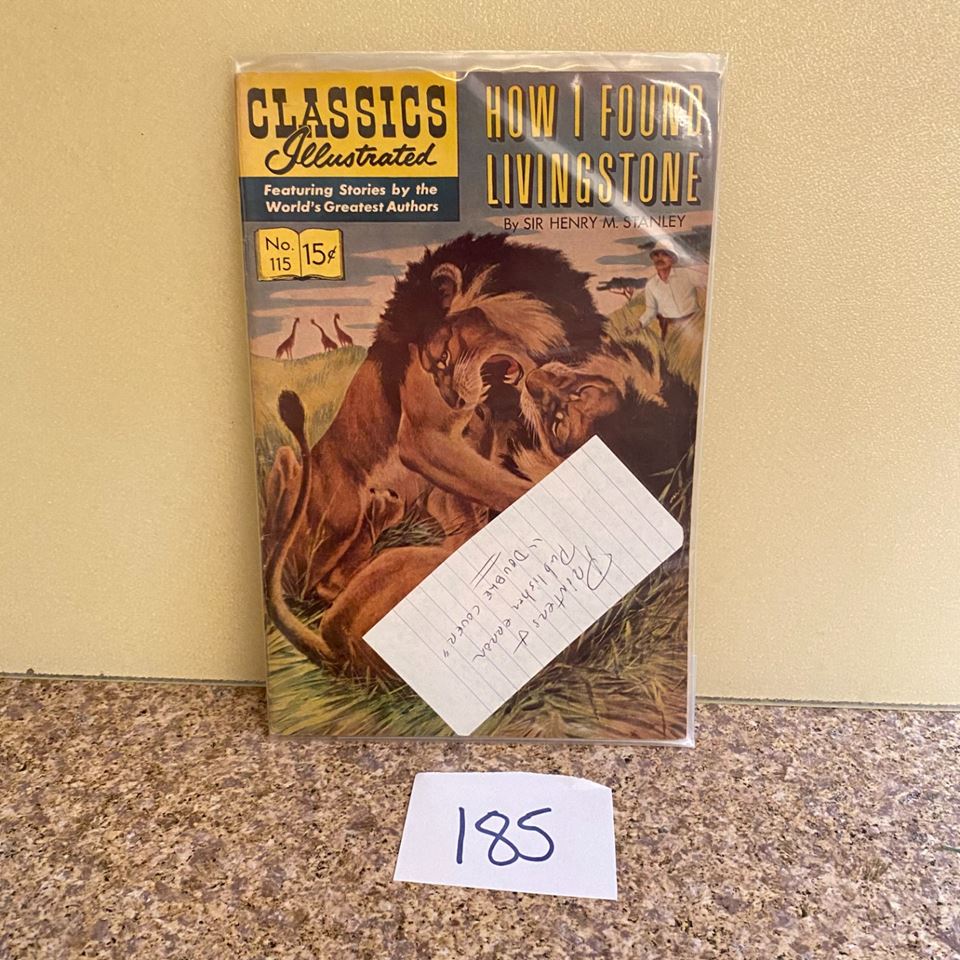 CLASSICS
Illustrated
Featuring Stories by the
World's Greatest Authors
No.
115
15¢
HOW I FOUND
LIVINGSTONE
By SIR HENRY M. STANLEY
Printers +
Publisher error
"DOUBLE COVER"
185